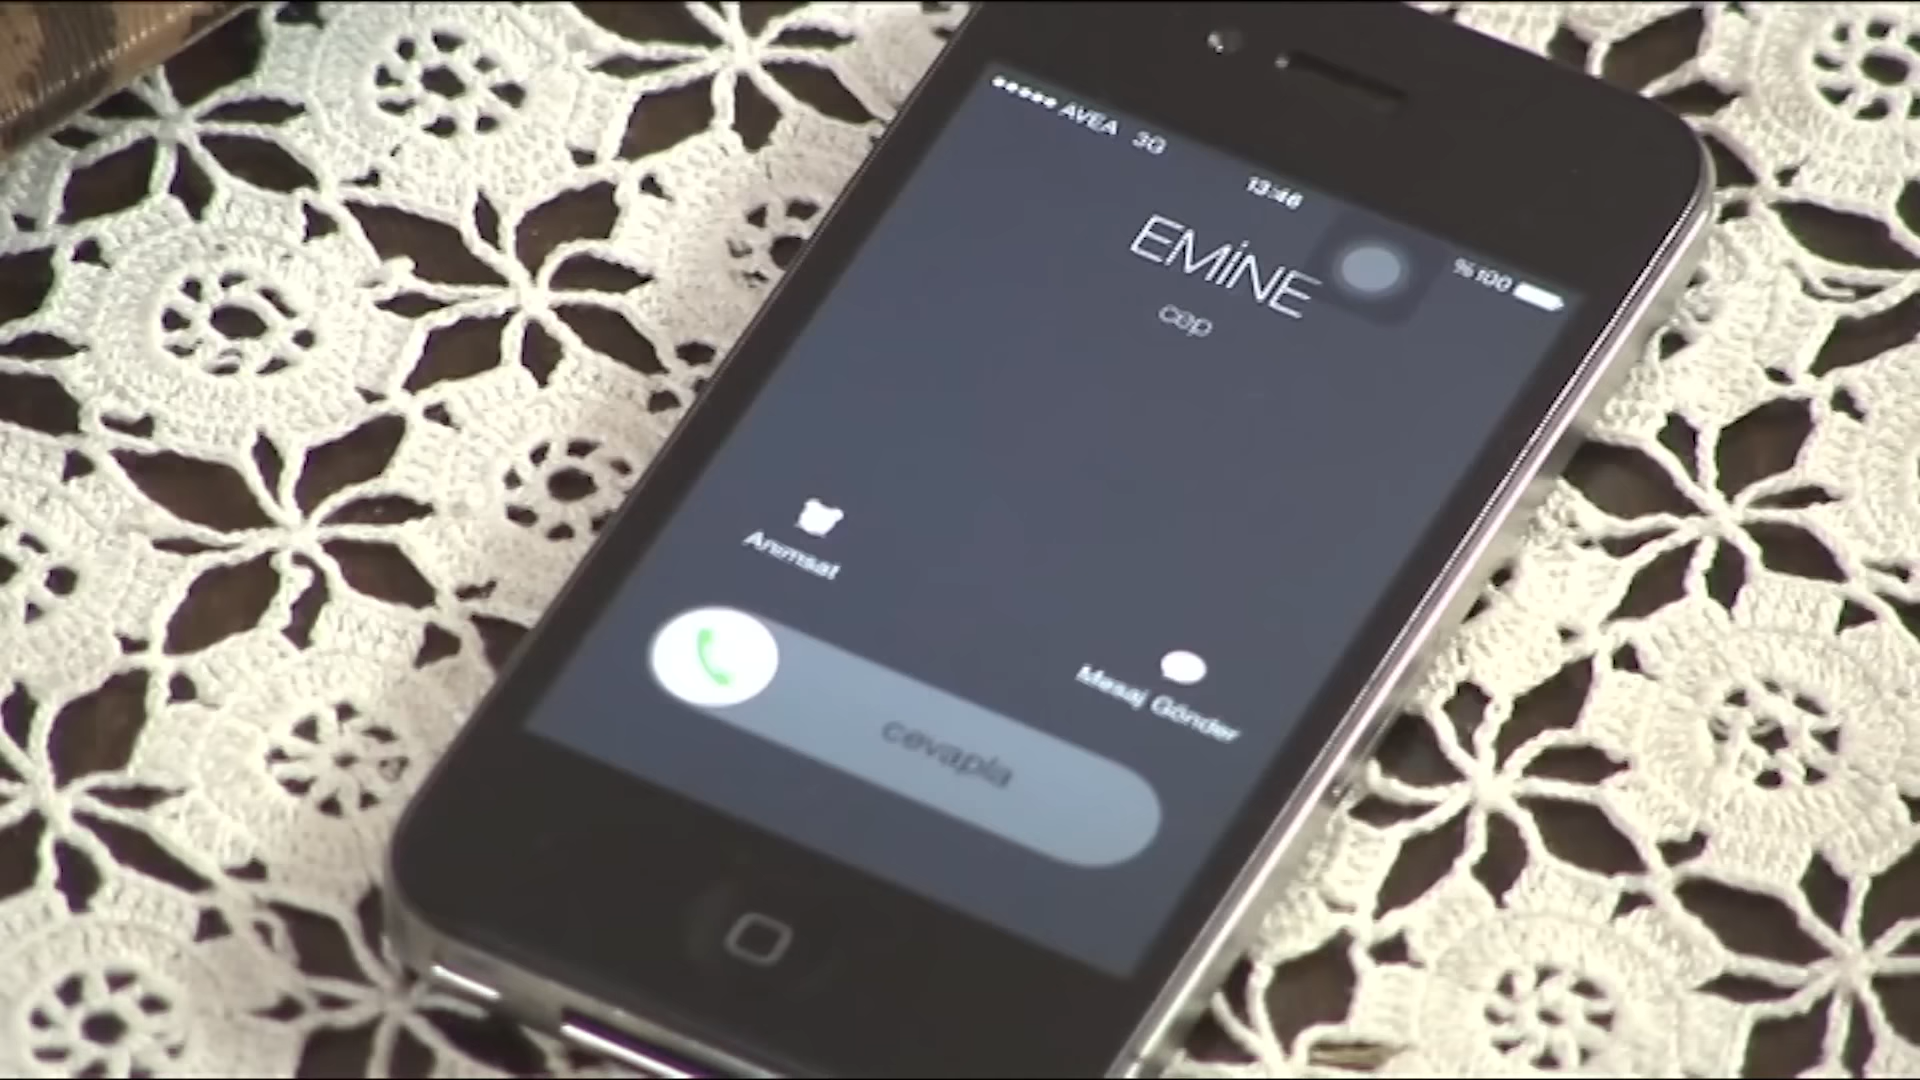 AVEA 3G 13:46 %100
EMİNE
cep
Anımsat
Mesaj Gönder
cevapla